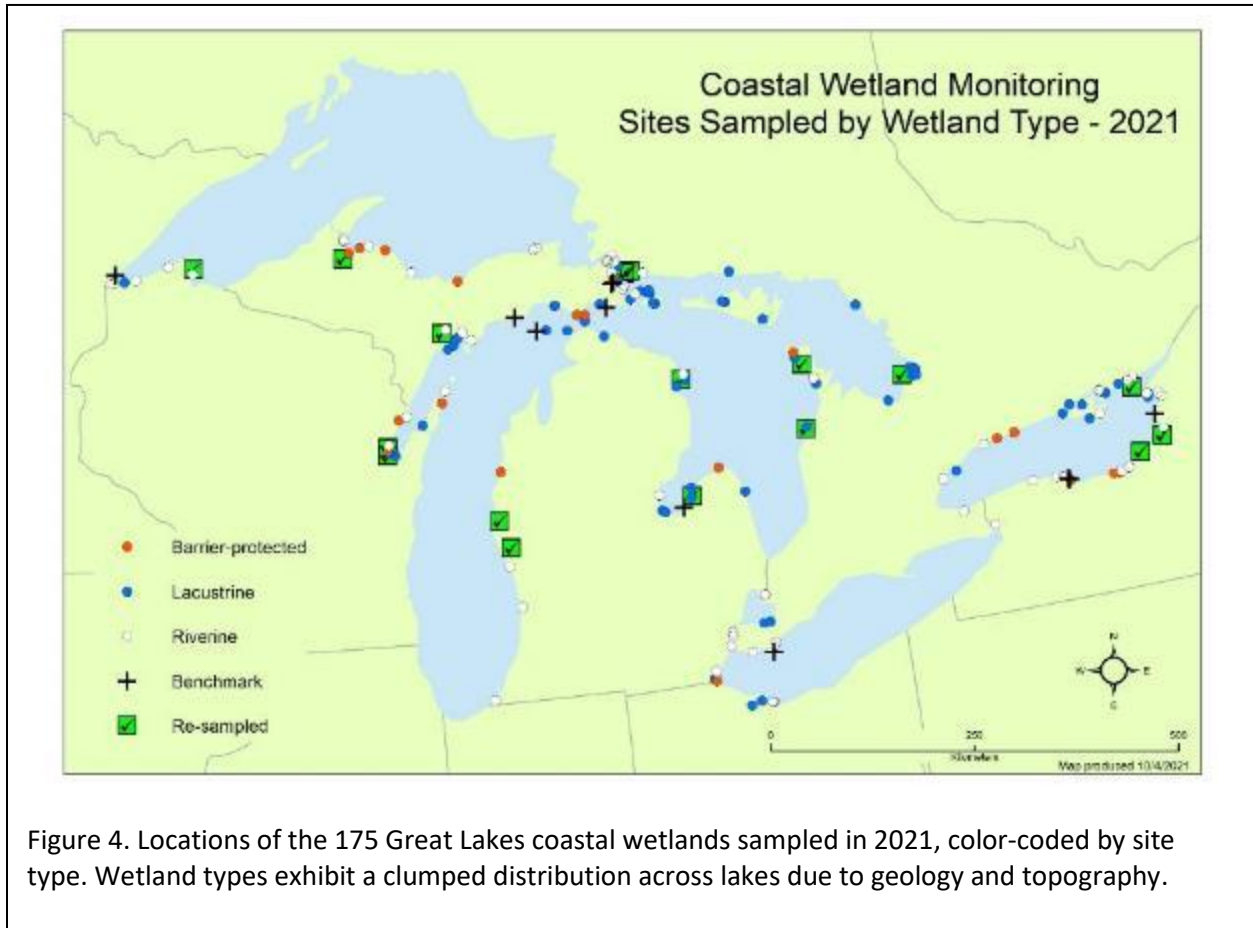 Coastal Wetland Monitoring
Sites Sampled by Wetland Type - 2021
Barrier-protected
Lacustrine
Riverine
Benchmark
Re-sampled
N
W
E
S
0
250
500
Kilometers
Map produced 10/4/2021
Figure 4. Locations of the 175 Great Lakes coastal wetlands sampled in 2021, color-coded by site
type. Wetland types exhibit a clumped distribution across lakes due to geology and topography.